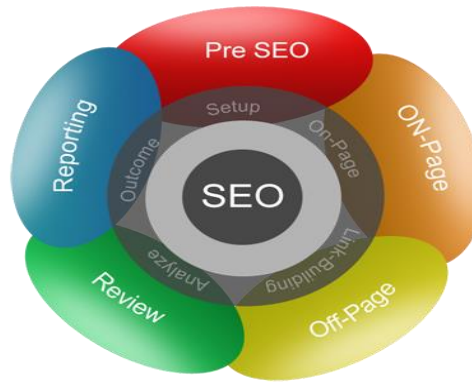 Pre SEO
Setup
ON-Page
On-Page
Off-Page
Link-Building
Review
Analyze
Reporting
Outcome
SEO